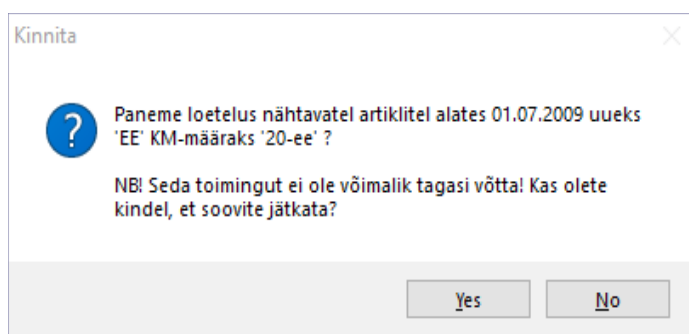 Kinnita
Paneme loetelus nähtavatel artiklitel alates 01.07.2009 uueks
'EE' KM-määraks '20-ee' ?
NB! Seda toimingut ei ole võimalik tagasi võtta! Kas olete
kindel, et soovite jätkata?
Yes
No